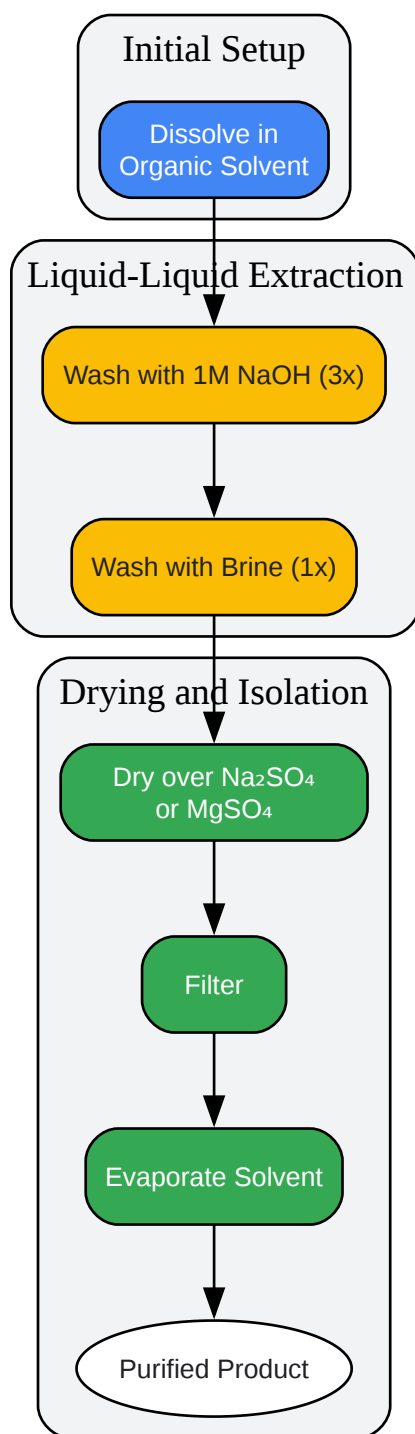 Initial Setup
Dissolve in
Organic Solvent
Liquid-Liquid Extraction
Wash with 1M NaOH (3x)
Wash with Brine (1x)
Drying and Isolation
Dry over Na₂SO₄
or MgSO₄
Filter
Evaporate Solvent
Purified Product